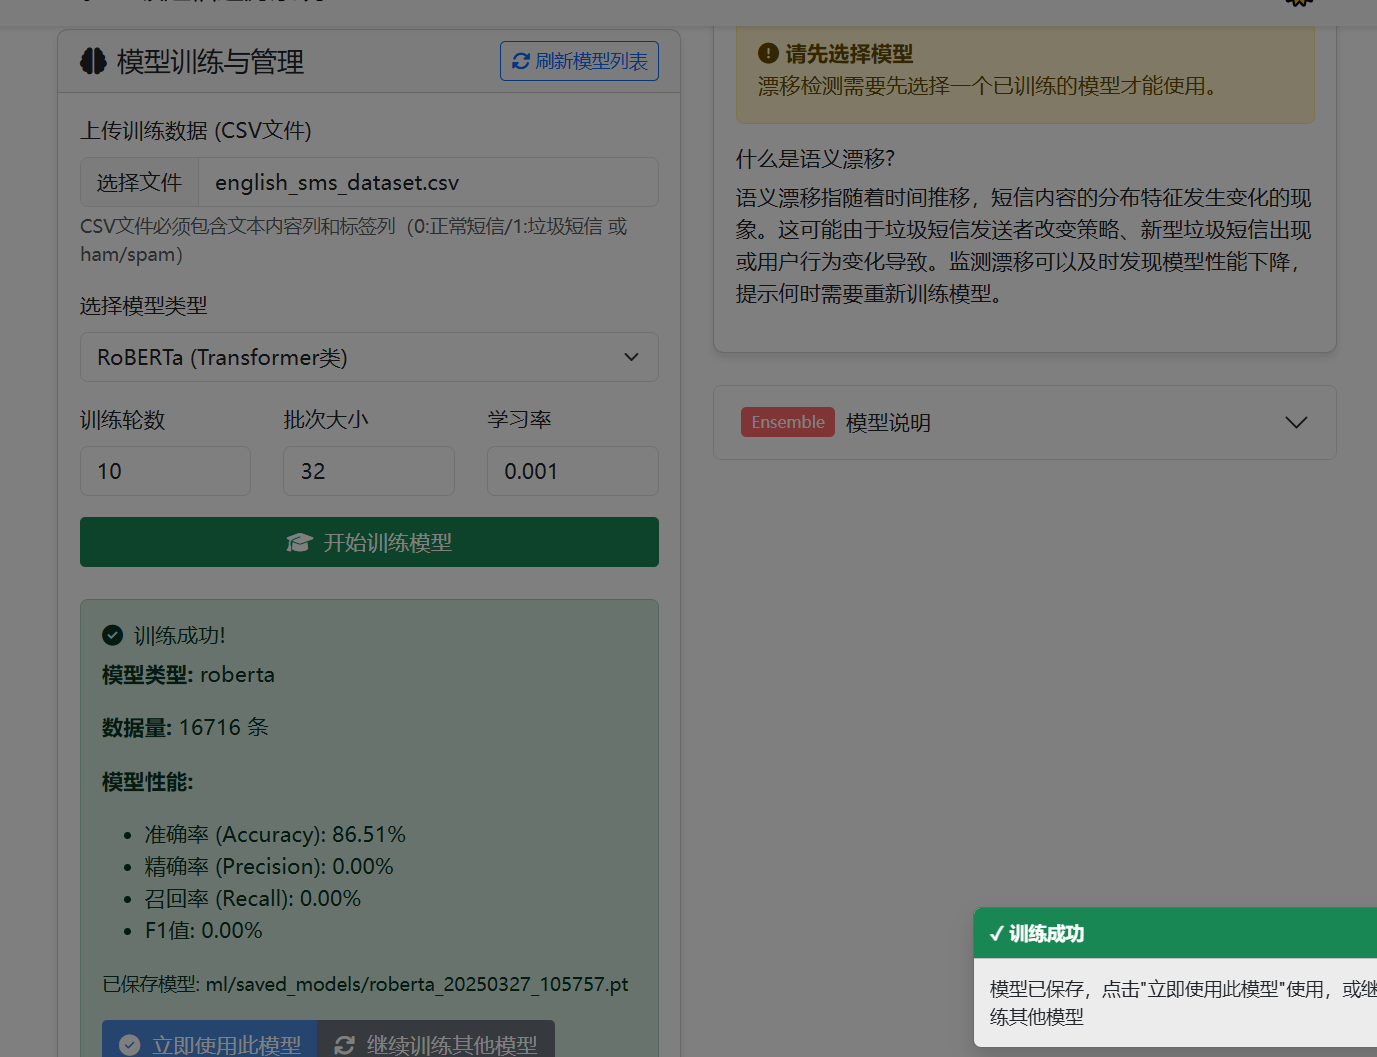 模型训练与管理
刷新模型列表
上传训练数据 (CSV文件)
选择文件
english_sms_dataset.csv
CSV文件必须包含文本内容列和标签列（0:正常短信/1:垃圾短信 或
ham/spam）
选择模型类型
RoBERTa (Transformer类)
训练轮数
批次大小
学习率
10
32
0.001
开始训练模型
训练成功!
模型类型: roberta
数据量: 16716 条
模型性能:
• 准确率 (Accuracy): 86.51%
• 精确率 (Precision): 0.00%
• 召回率 (Recall): 0.00%
• F1值: 0.00%
已保存模型: ml/saved_models/roberta_20250327_105757.pt
立即使用此模型
继续训练其他模型
请先选择模型
漂移检测需要先选择一个已训练的模型才能使用。
什么是语义漂移?
语义漂移指随着时间推移，短信内容的分布特征发生变化的现
象。这可能由于垃圾短信发送者改变策略、新型垃圾短信出现
或用户行为变化导致。监测漂移可以及时发现模型性能下降，
提示何时需要重新训练模型。
Ensemble 模型说明
✓ 训练成功
模型已保存，点击"立即使用此模型"使用，或继
练其他模型